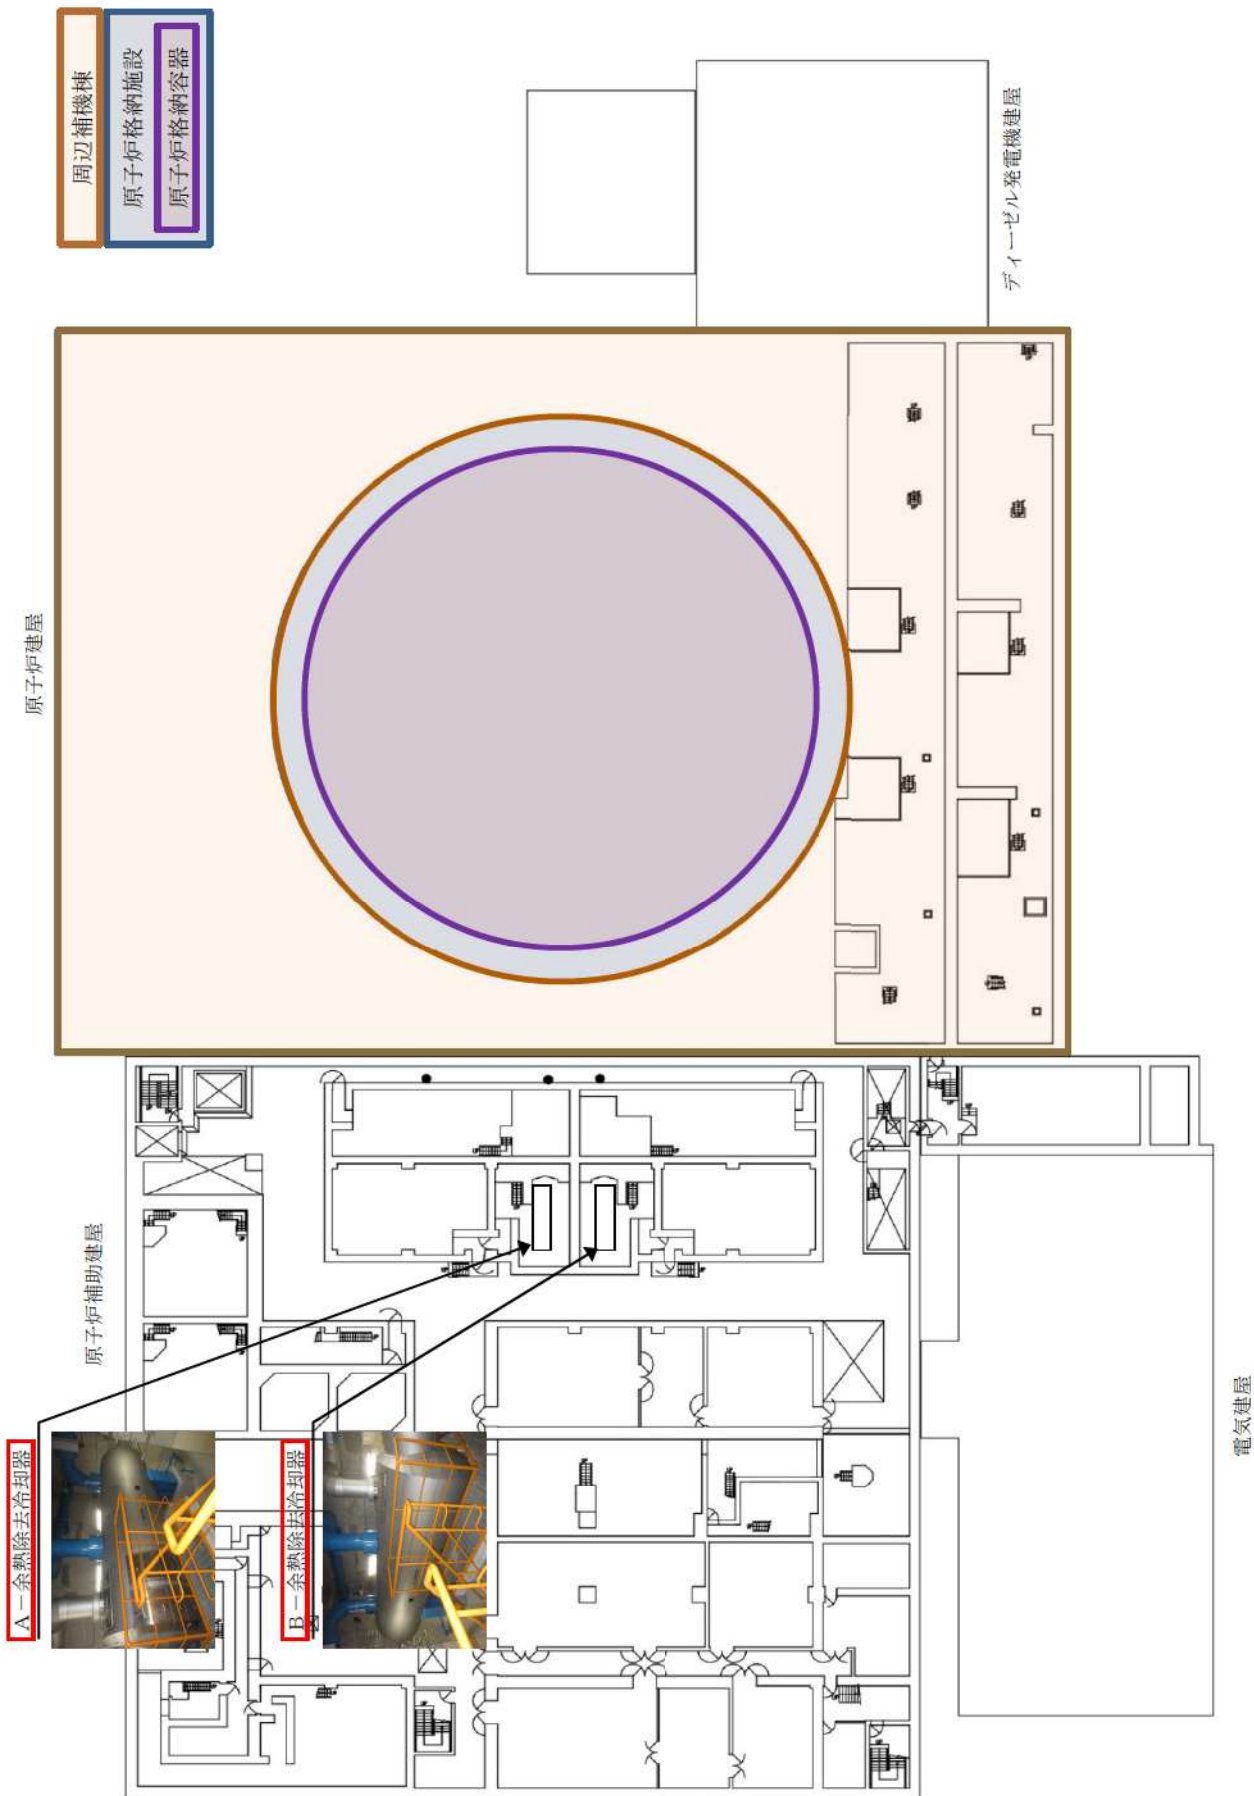 周辺補機棟
原子炉格納施設
原子炉格納容器
ディーゼル発電機建屋
原子炉建屋
原子炉補助建屋
A－余熱除去冷却器
B－余熱除去冷却器
電気建屋